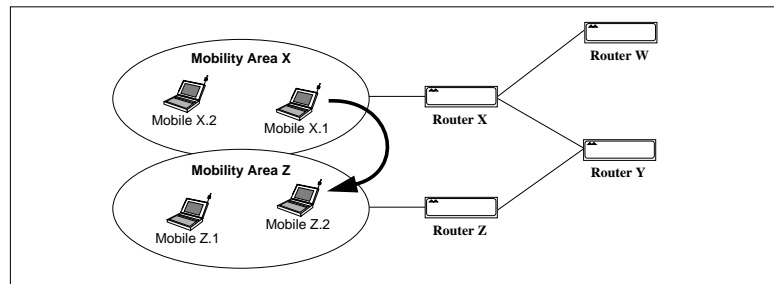 Mobility Area X
Mobile X.2
Mobile X.1
Router X
Router W
Router Y
Mobility Area Z
Mobile Z.1
Mobile Z.2
Router Z